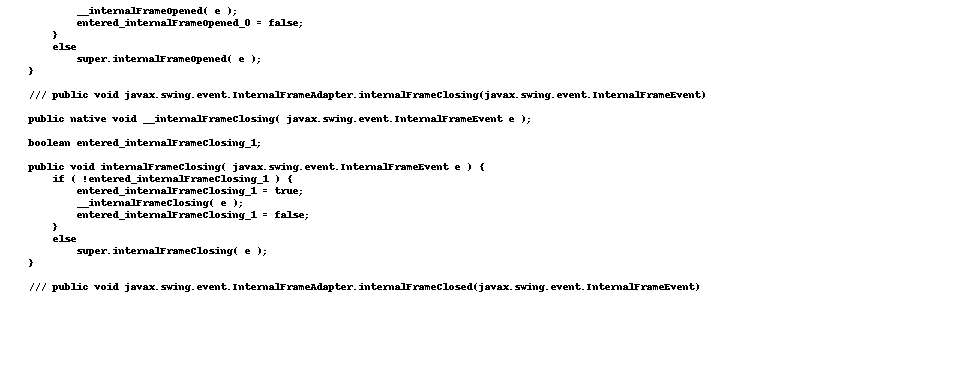 __internalFrameOpened( e );
        entered_internalFrameOpened_0 = false;
    }
    else
        super.internalFrameOpened( e );
}
/// public void javax.swing.event.InternalFrameAdapter.internalFrameClosing(javax.swing.event.InternalFrameEvent)
public native void __internalFrameClosing( javax.swing.event.InternalFrameEvent e );
boolean entered_internalFrameClosing_1;
public void internalFrameClosing( javax.swing.event.InternalFrameEvent e ) {
    if ( !entered_internalFrameClosing_1 ) {
        entered_internalFrameClosing_1 = true;
        __internalFrameClosing( e );
        entered_internalFrameClosing_1 = false;
    }
    else
        super.internalFrameClosing( e );
}
/// public void javax.swing.event.InternalFrameAdapter.internalFrameClosed(javax.swing.event.InternalFrameEvent)